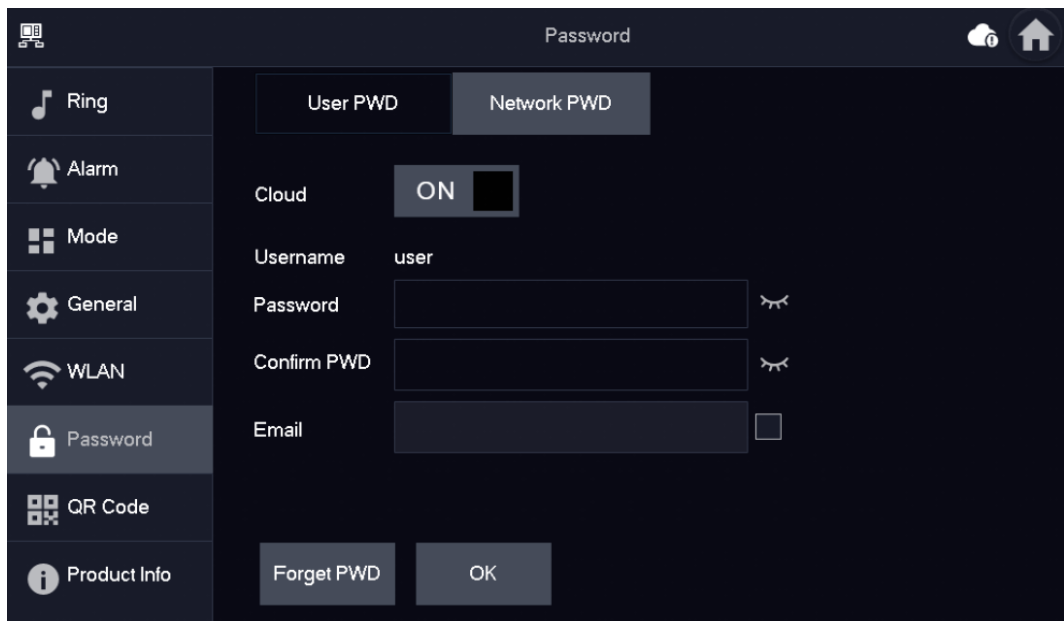 Password
Ring
Alarm
Mode
General
WLAN
Password
QR Code
Product Info
User PWD
Network PWD
Cloud
ON
Username
user
Password
Confirm PWD
Email
Forget PWD
OK